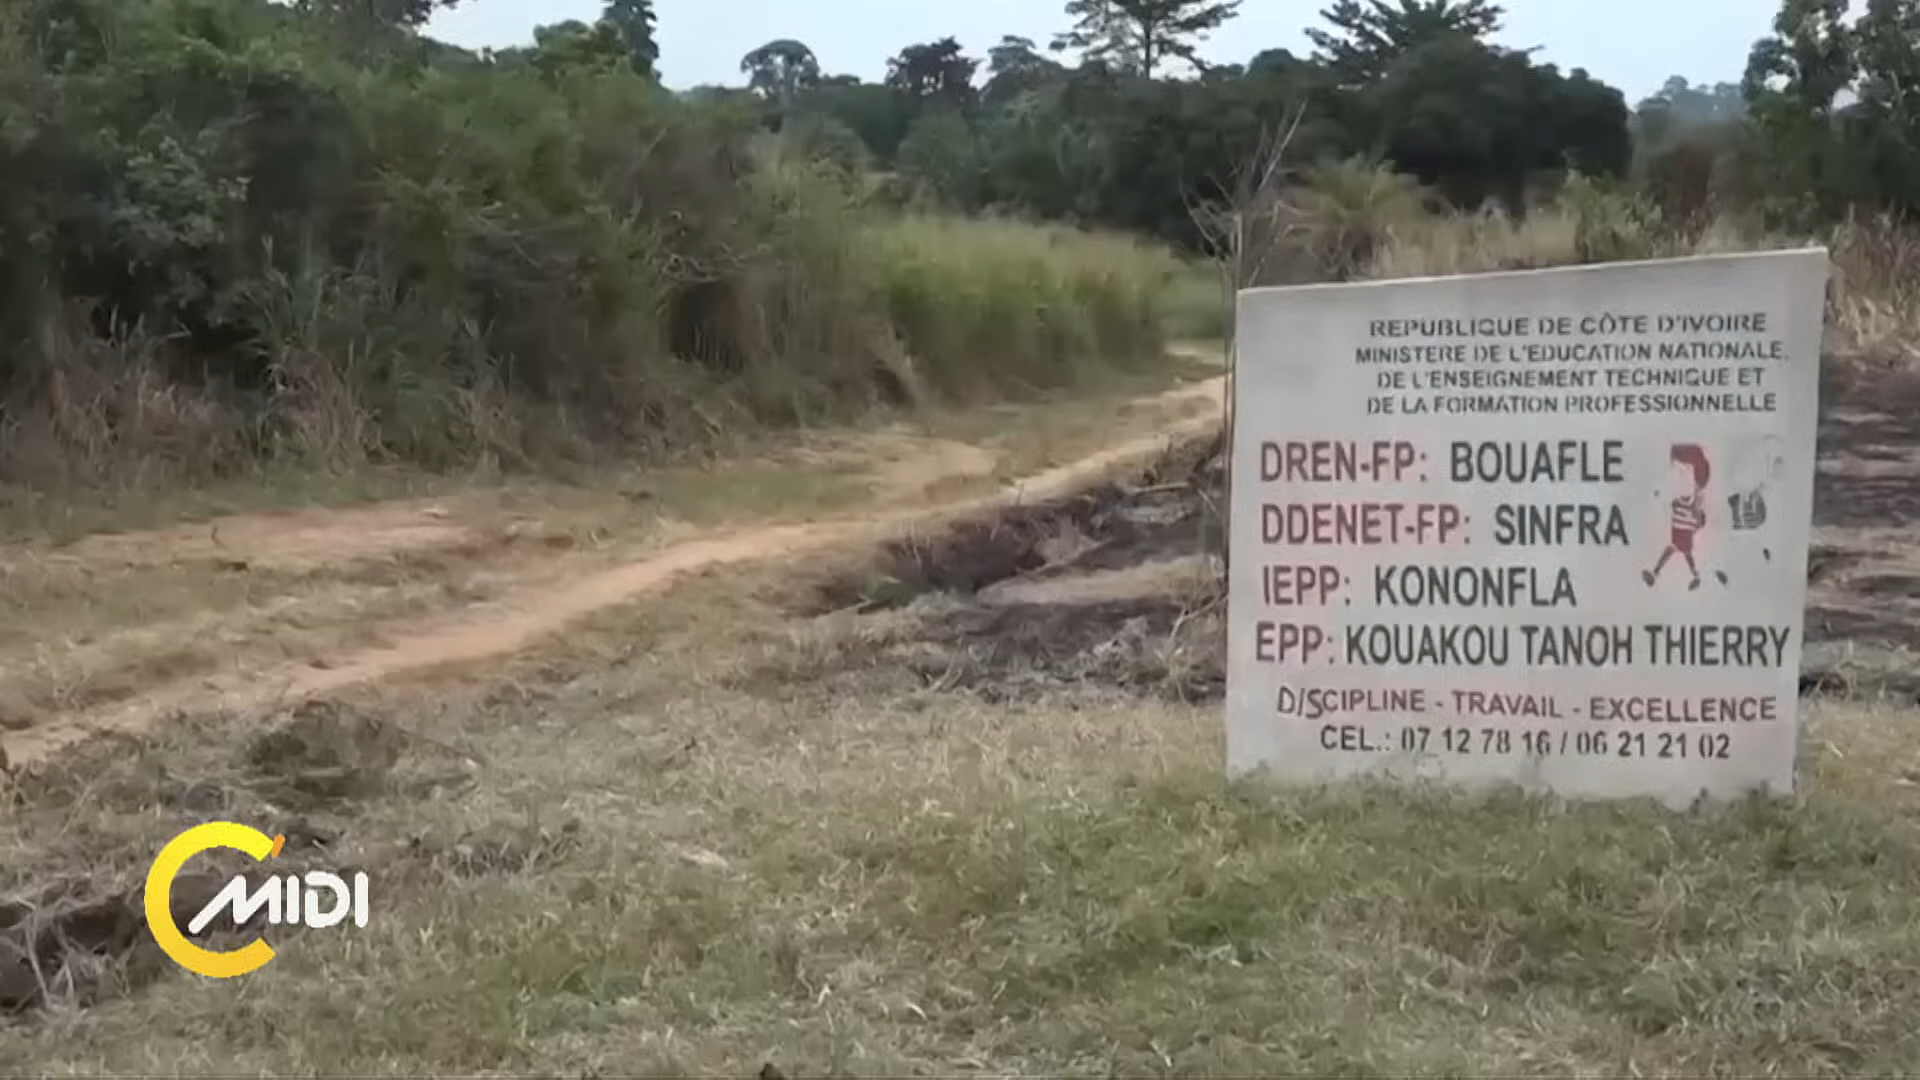 REPUBLIQUE DE CÔTE D'IVOIRE
MINISTERE DE L'EDUCATION NATIONALE,
DE L'ENSEIGNEMENT TECHNIQUE ET
DE LA FORMATION PROFESSIONNELLE
DREN-FP: BOUAFLE
DDENET-FP: SINFRA
IEPP: KONONFLA
EPP: KOUAKOU TANOH THIERRY
DISCIPLINE - TRAVAIL - EXCELLENCE
CEL.: 07 12 78 16 / 06 21 21 02
C MIDI